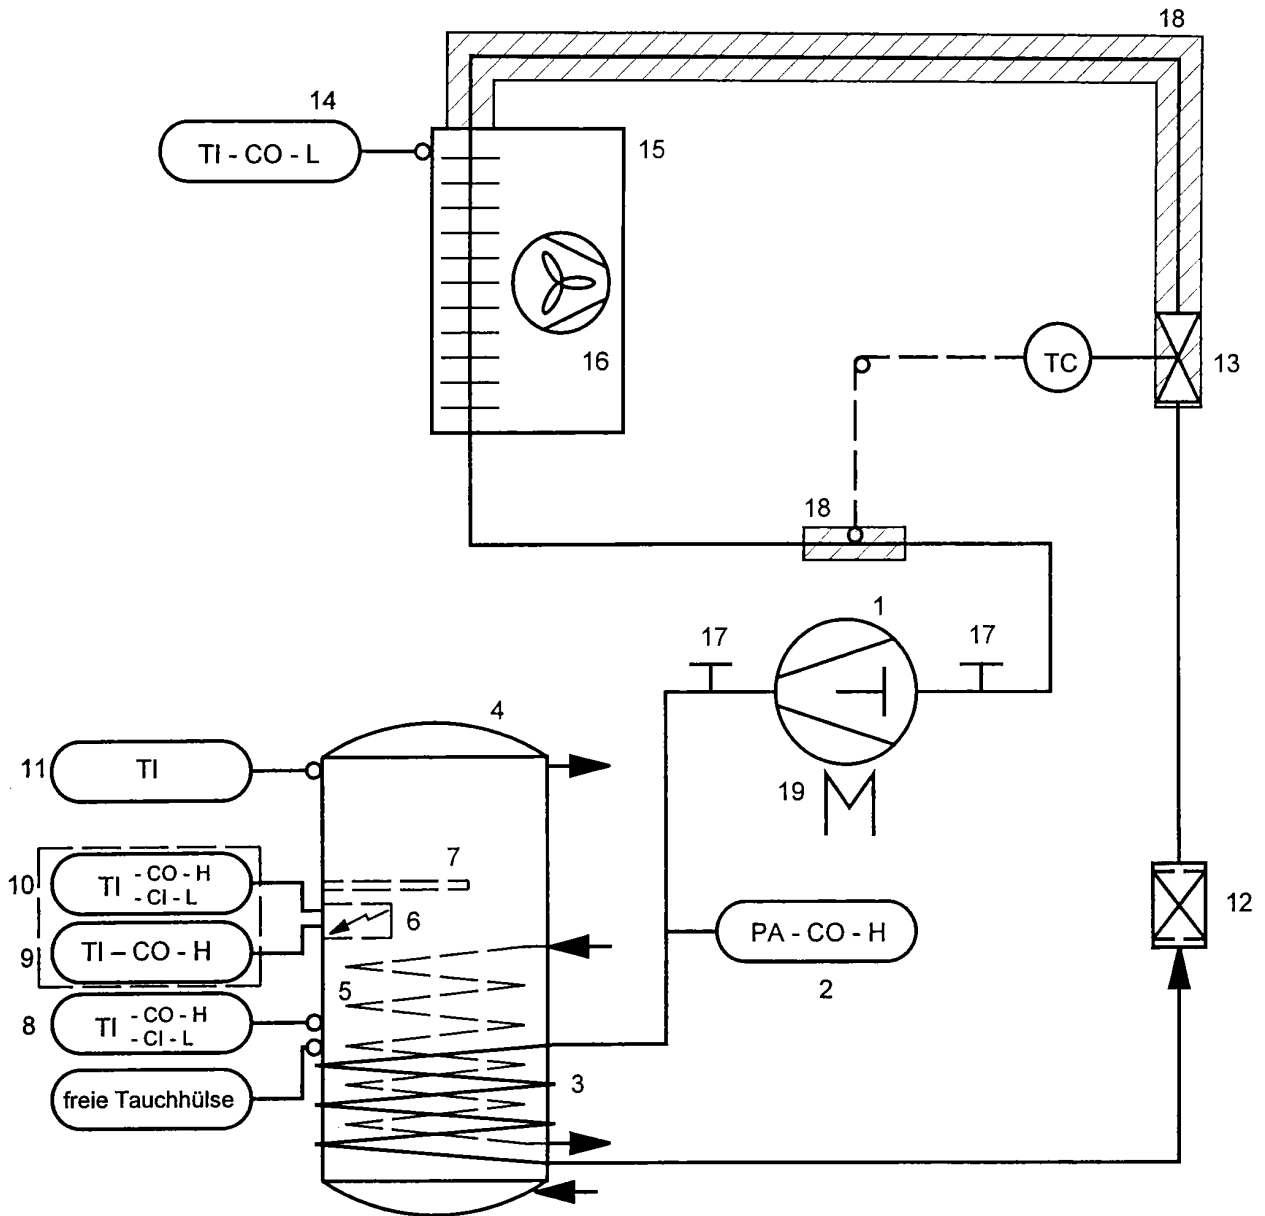 18
14
TI - CO - L
15
16
TC
13
18
1
17
17
4
11
TI
19
7
10
TI - CO - H
- CI - L
6
12
9
TI – CO - H
PA - CO - H
5
2
8
TI - CO - H
- CI - L
3
freie Tauchhülse